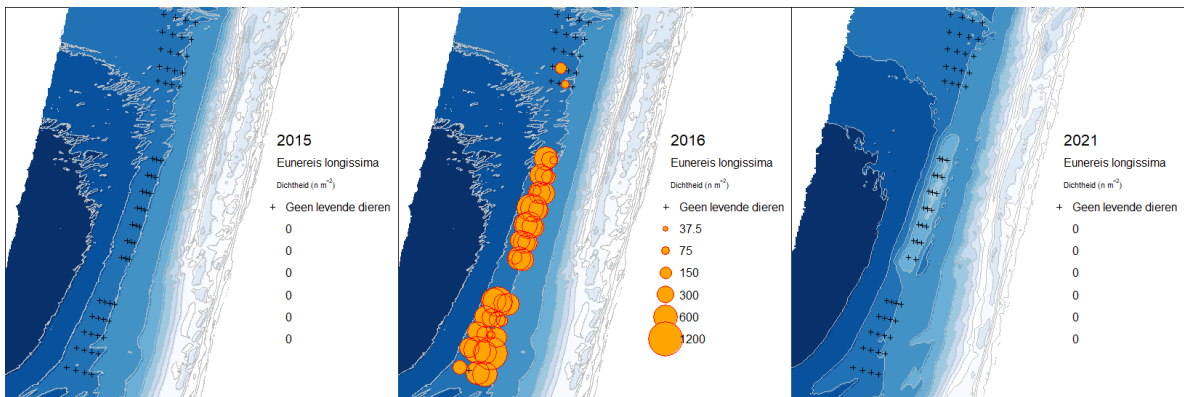 2015
Eunereis longissima
Dichtheid (n m⁻²)
+ Geen levende dieren
0
0
0
0
0
0
2016
Eunereis longissima
Dichtheid (n m⁻²)
+ Geen levende dieren
37.5
75
150
300
600
1200
2021
Eunereis longissima
Dichtheid (n m⁻²)
+ Geen levende dieren
0
0
0
0
0
0